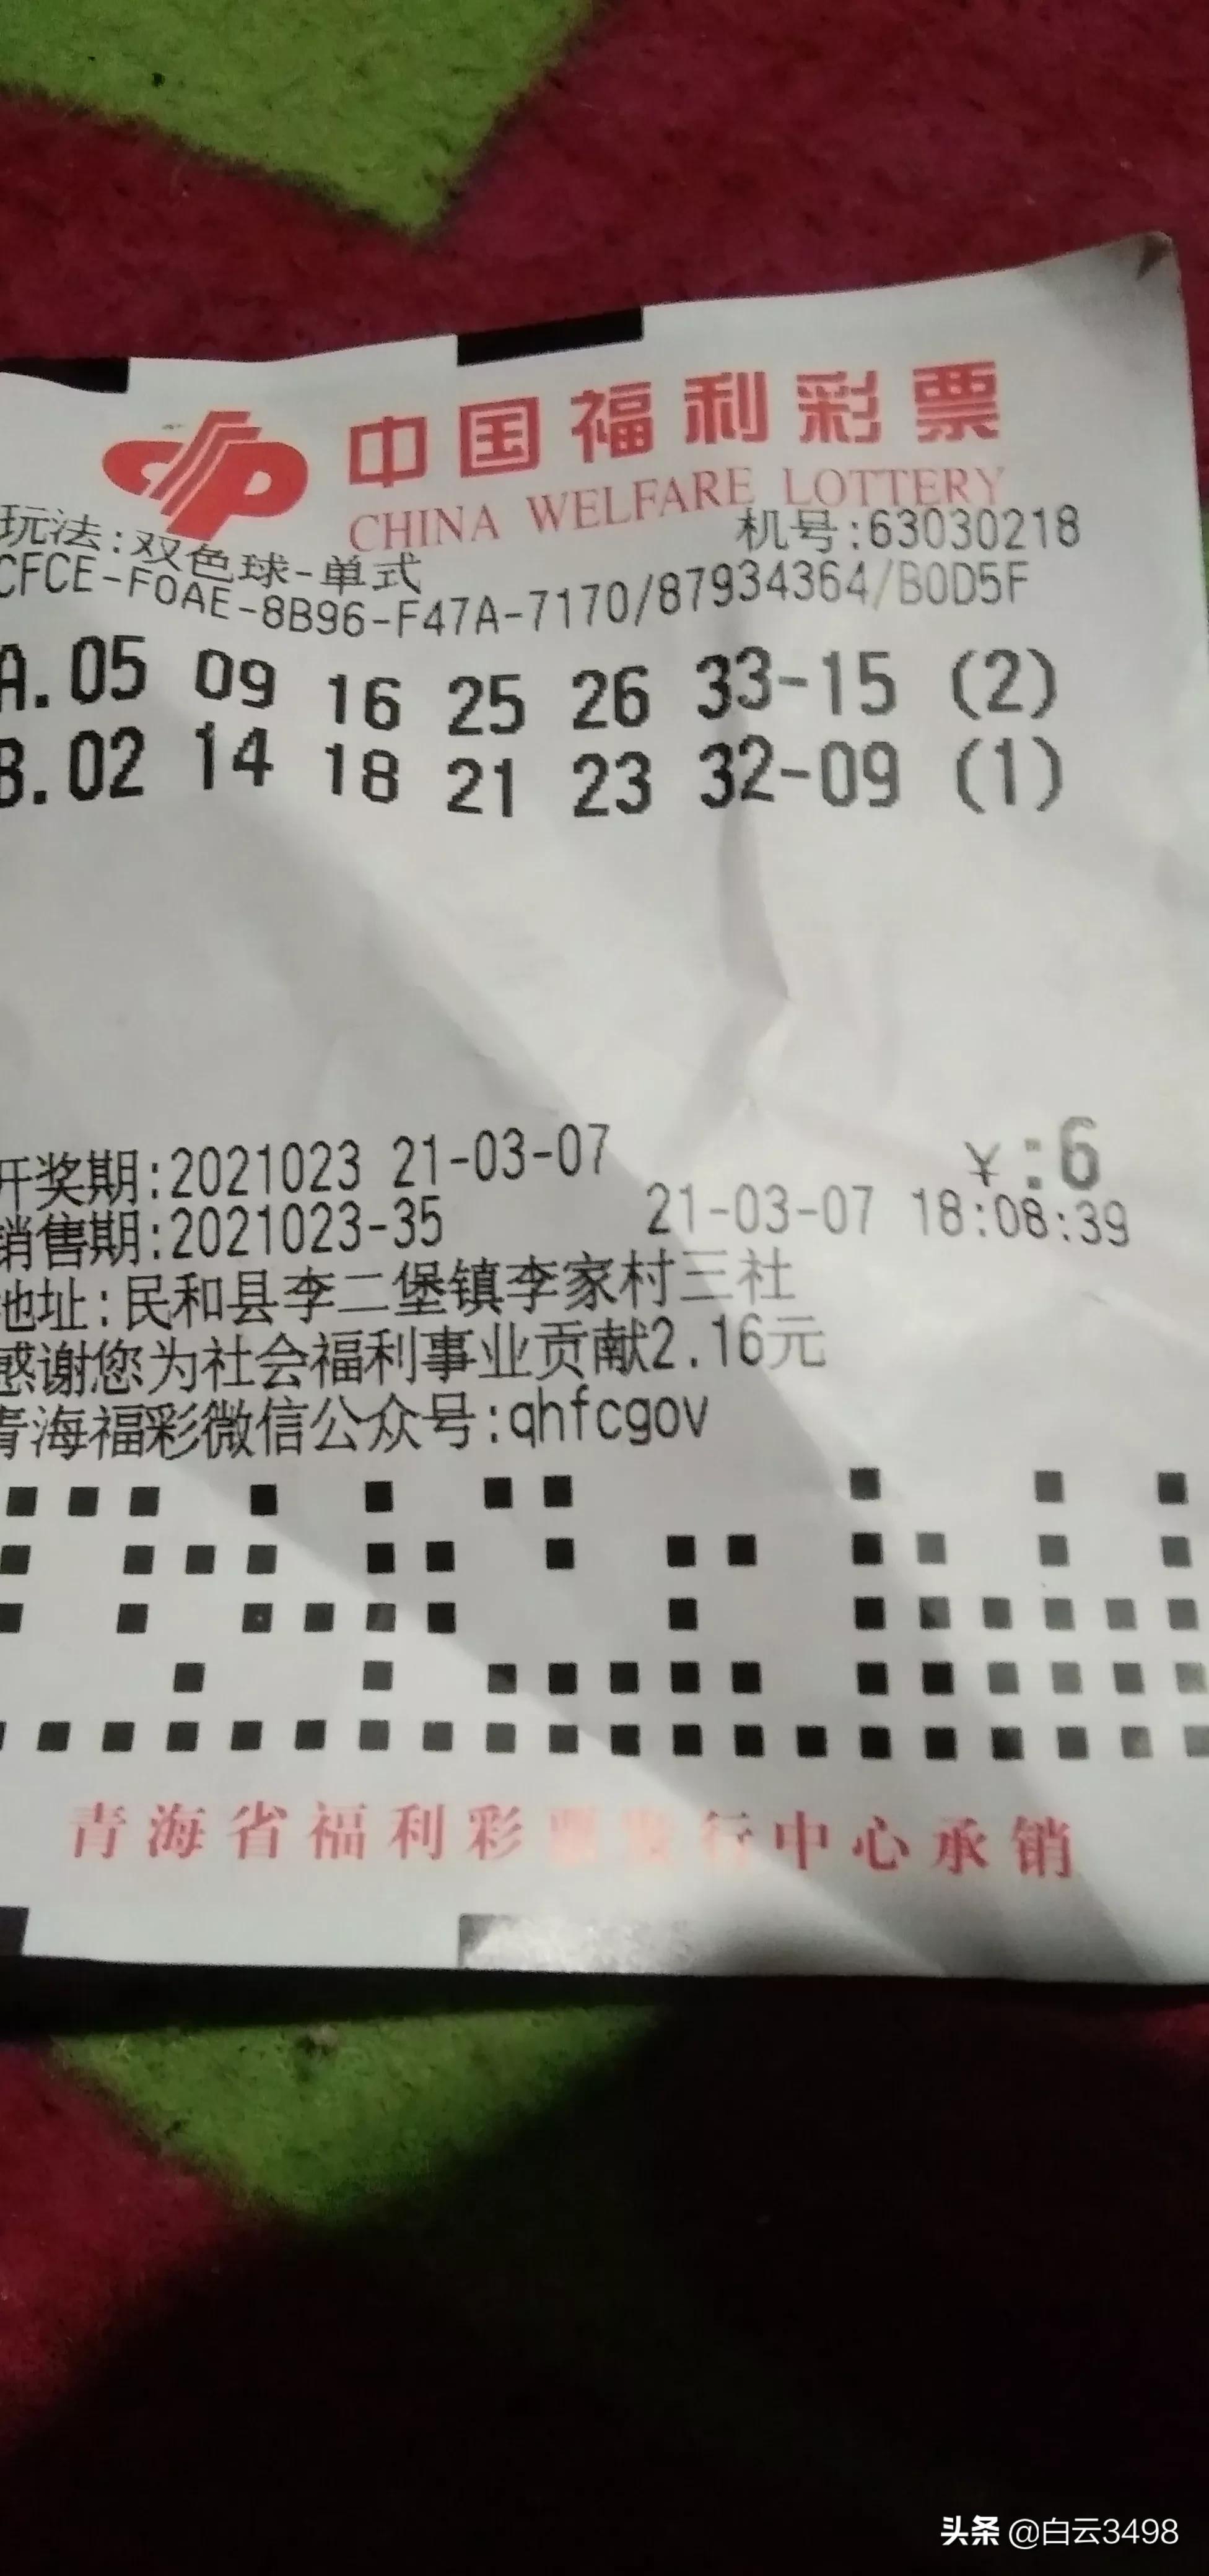 中国福利彩票
CHINA WELFARE LOTTERY
机号:63030218
玩法:双色球-单式
CFCE-F0AE-8B96-F47A-7170/87934364/B0D5F
A.05 09 16 25 26 33-15 (2)
B.02 14 18 21 23 32-09 (1)
开奖期:2021023 21-03-07 ¥:6
销售期:2021023-35 21-03-07 18:08:39
地址:民和县李二堡镇李家村三社
感谢您为社会福利事业贡献2.16元
青海福彩微信公众号:qhfcgov
青海省福利彩票发行中心承销
头条 @白云3498